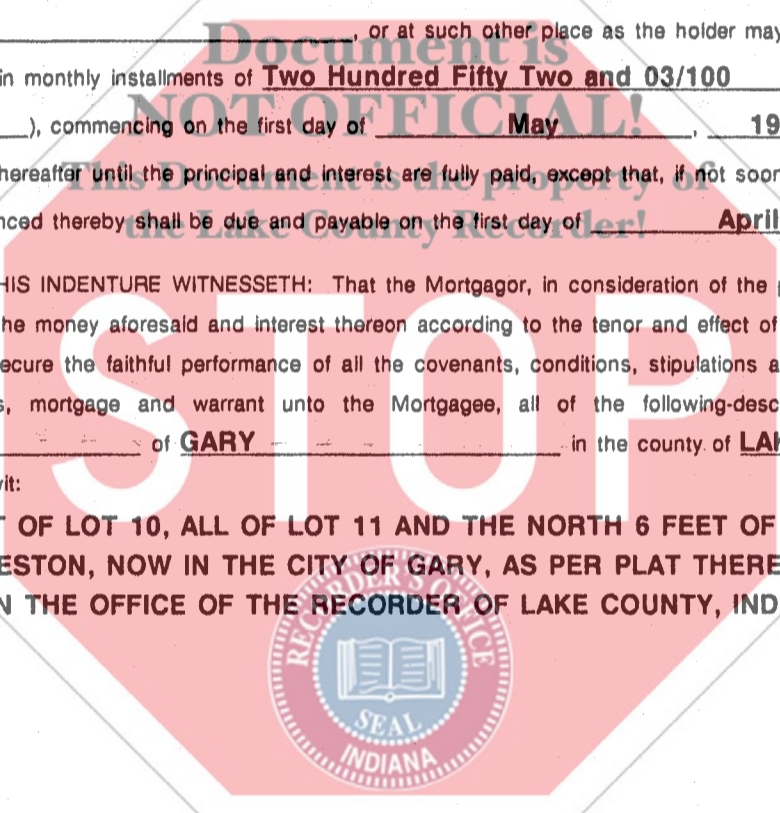 , or at such other place as the holder may
Document is
in monthly installments of Two Hundred Fifty Two and 03/100
NOT OFFICIAL!
), commencing on the first day of May , 19
hereafter until the principal and interest are fully paid, except that, if not soon
This Document is the property of
nced thereby shall be due and payable on the first day of April
the Lake County Recorder!
HIS INDENTURE WITNESSETH: That the Mortgagor, in consideration of the
he money aforesaid and interest thereon according to the tenor and effect of
ecure the faithful performance of all the covenants, conditions, stipulations a
s, mortgage and warrant unto the Mortgagee, all of the following-desc
STOP
of GARY in the county of LAK
vit:
OF LOT 10, ALL OF LOT 11 AND THE NORTH 6 FEET OF
ESTON, NOW IN THE CITY OF GARY, AS PER PLAT THERE
N THE OFFICE OF THE RECORDER OF LAKE COUNTY, IND
RECORDER'S OFFICE
SEAL
INDIANA